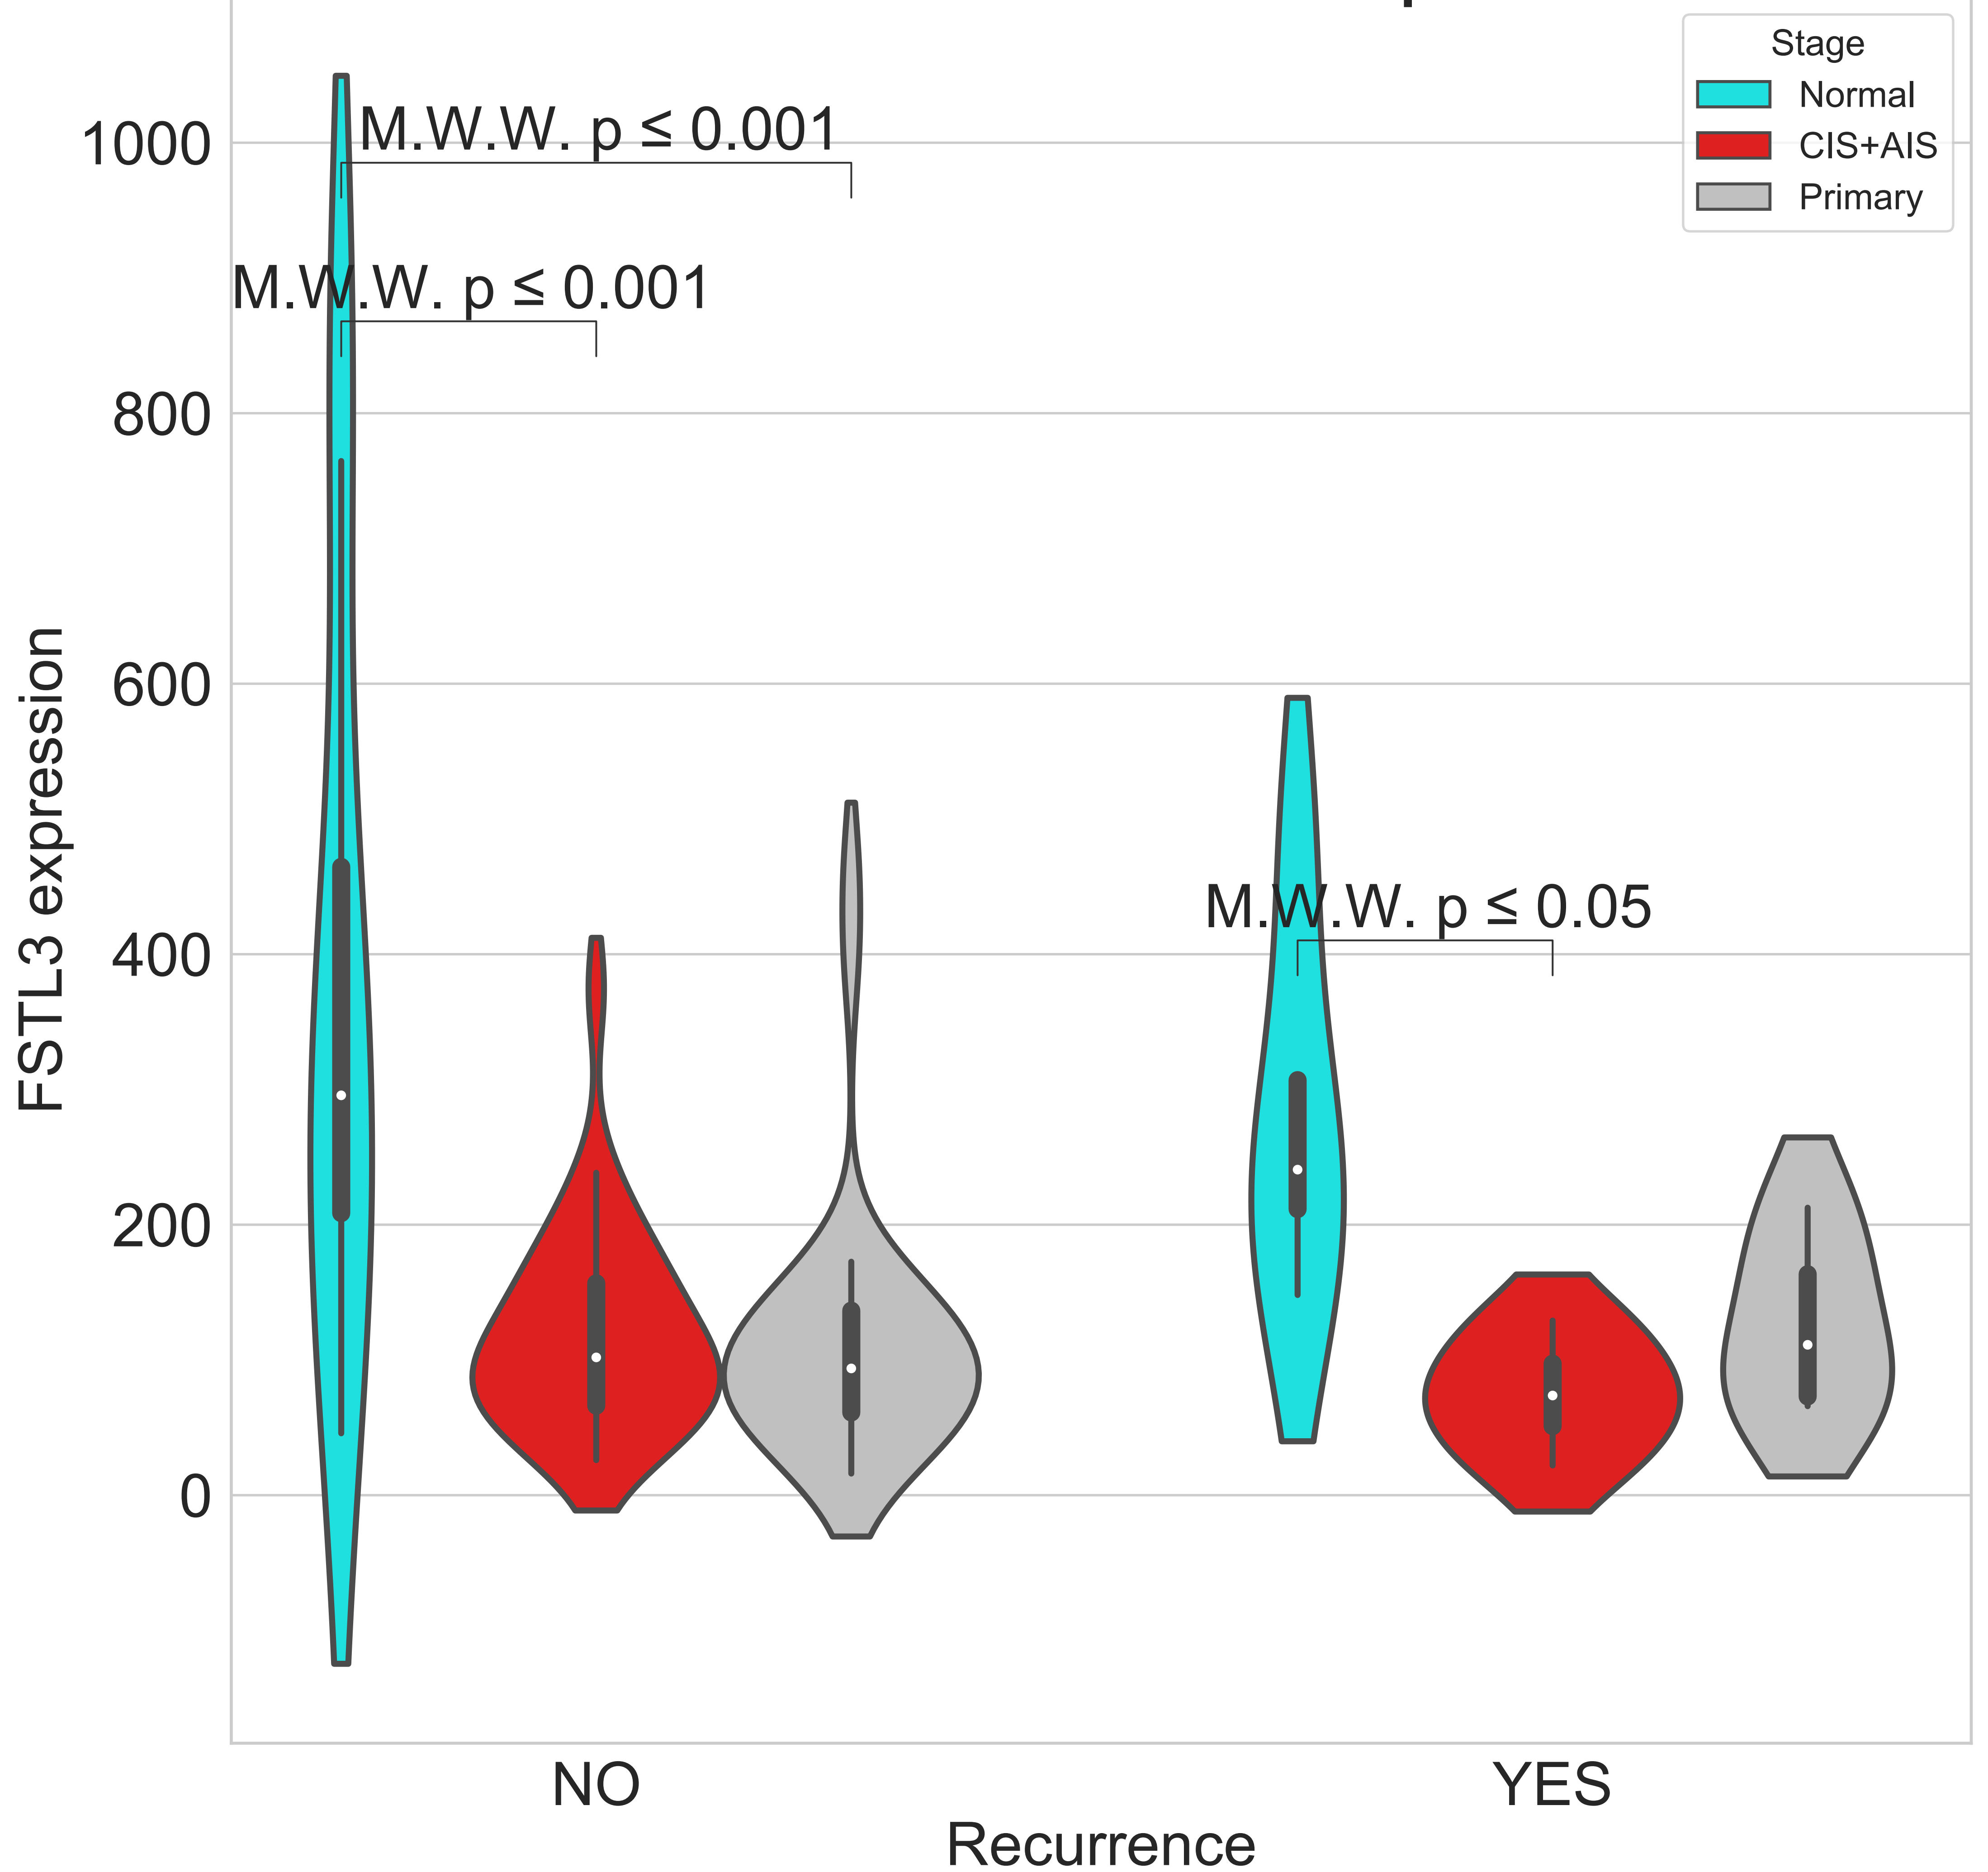 Stage
Normal
CIS+AIS
Primary
M.W.W. p ≤ 0.001
M.W.W. p ≤ 0.001
M.W.W. p ≤ 0.05
1000
800
600
400
200
0
FSTL3 expression
NO
YES
Recurrence